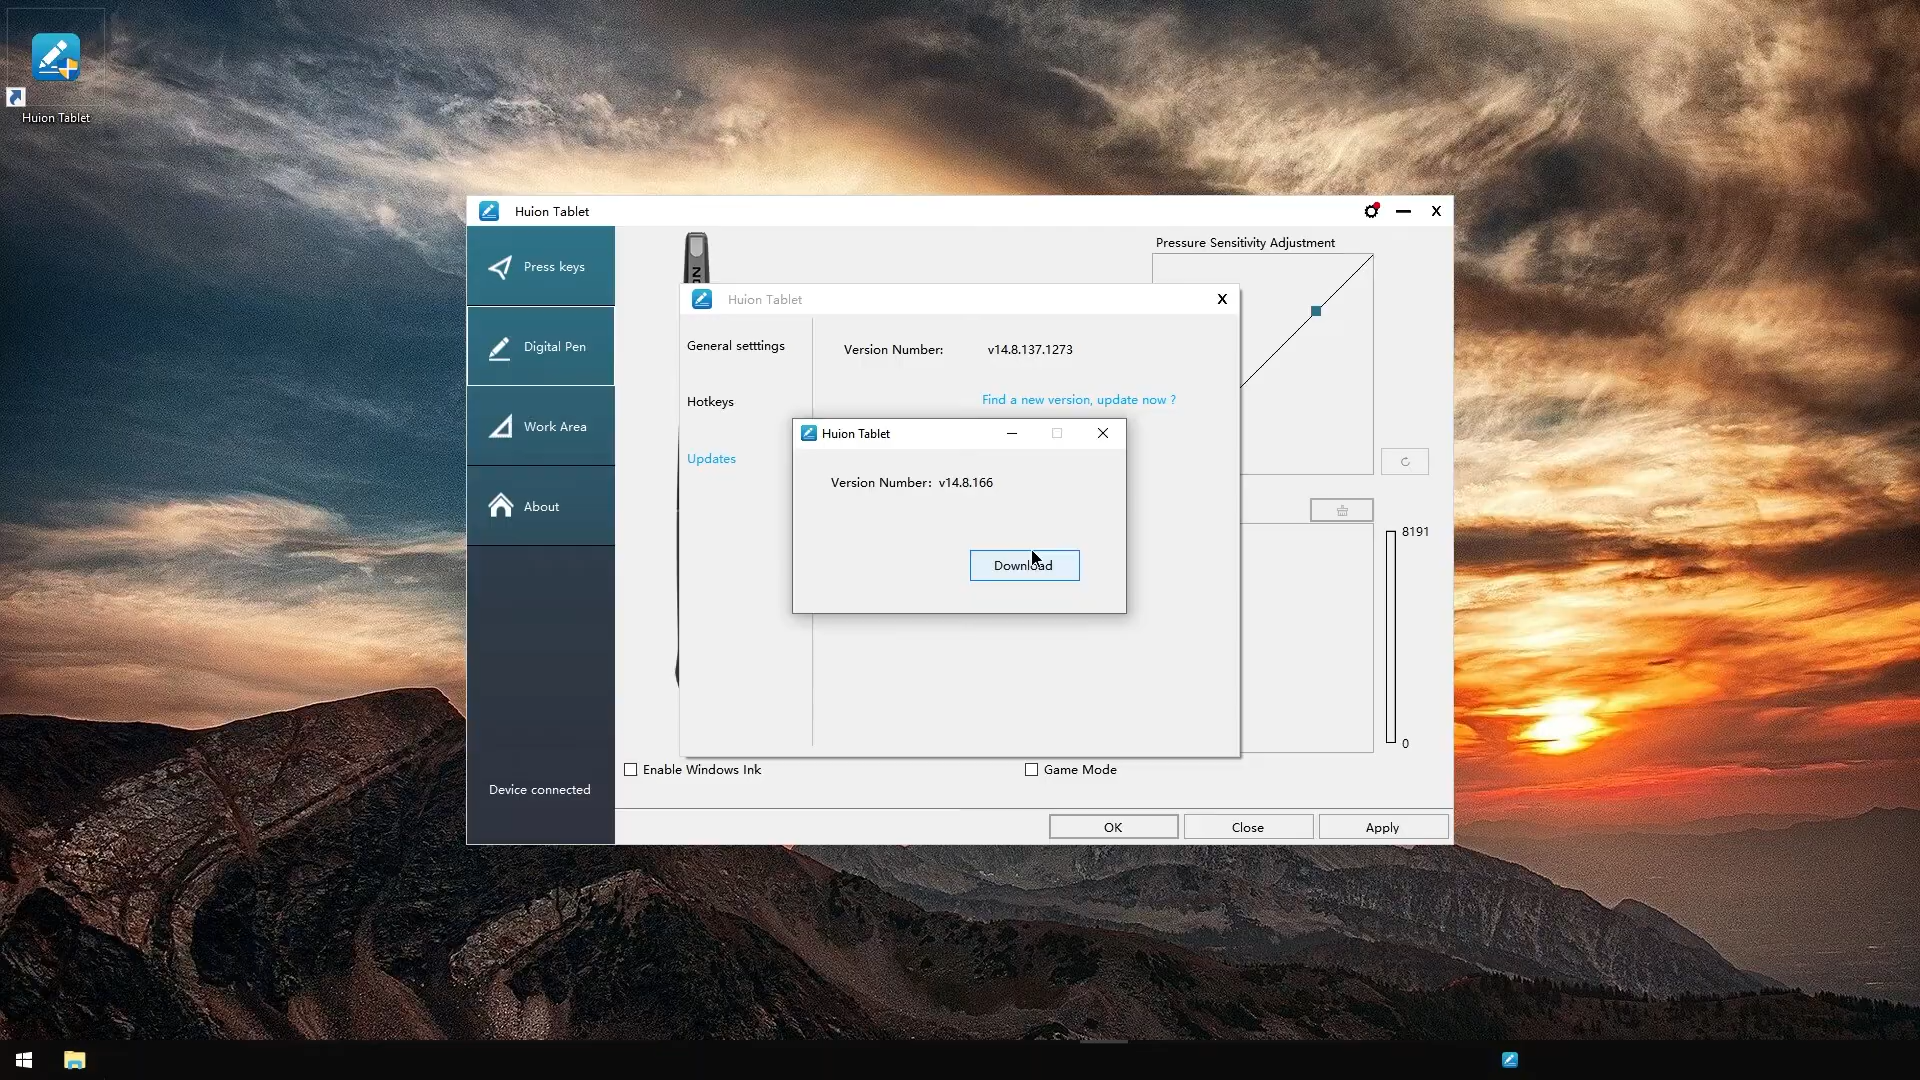 Huion Tablet
Huion Tablet
Press keys
Digital Pen
Work Area
About
Device connected
Pressure Sensitivity Adjustment
8191
0
Huion Tablet
General setttings
Hotkeys
Updates
Version Number: v14.8.137.1273
Find a new version, update now ?
Huion Tablet
Version Number: v14.8.166
Download
Enable Windows Ink
Game Mode
OK
Close
Apply